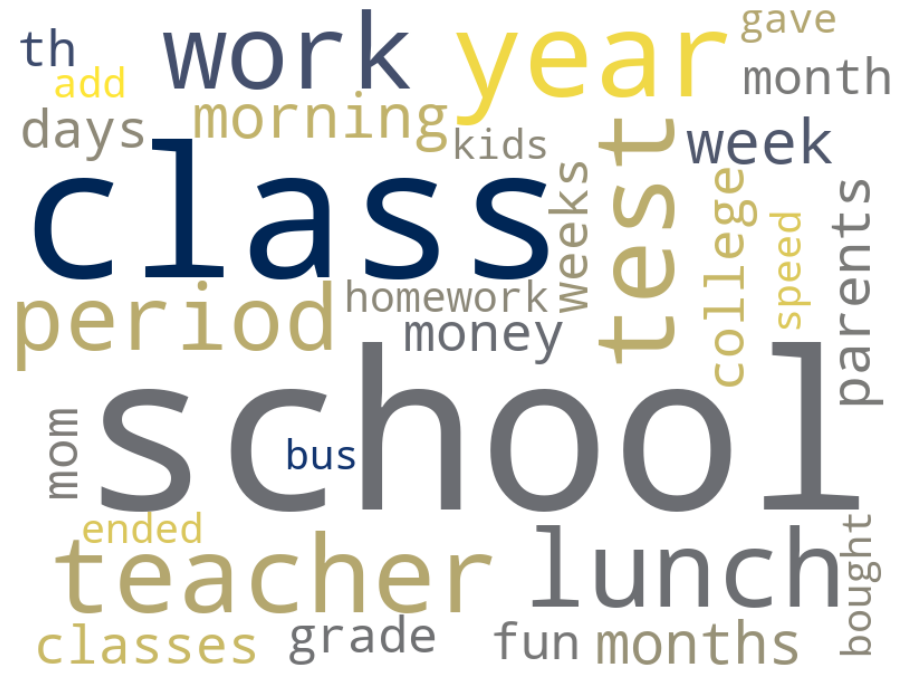 th
work
year
gave
add
month
days
morning
kids
week
class
test
weeks
college
speed
parents
period
homework
money
school
bus
mom
ended
teacher
lunch
bought
classes
grade
fun
months